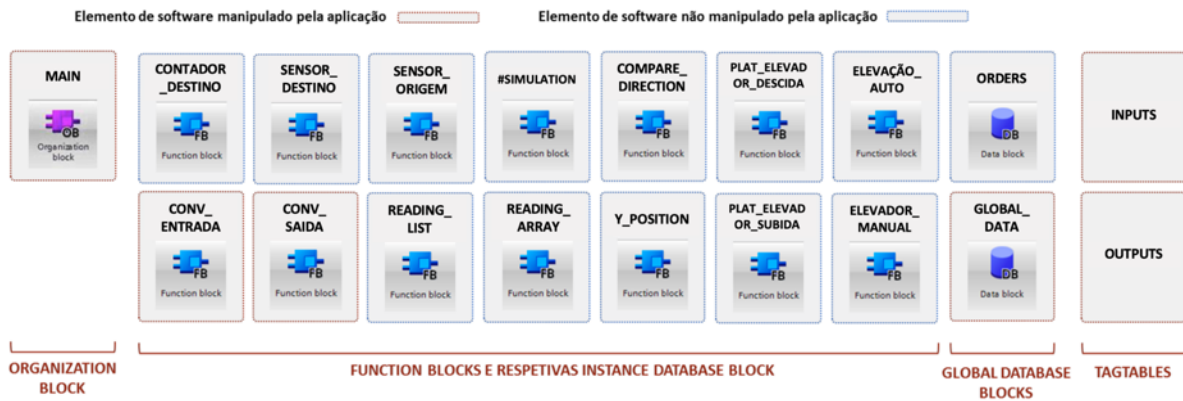 Elemento de software manipulado pela aplicação
Elemento de software não manipulado pela aplicação
MAIN
OB
Organization
block
CONTADOR
_DESTINO
FB
Function block
SENSOR_
DESTINO
FB
Function block
SENSOR_
ORIGEM
FB
Function block
#SIMULATION
FB
Function block
COMPARE_
DIRECTION
FB
Function block
PLAT_ELEVAD
OR_DESCIDA
FB
Function block
ELEVAÇÃO_
AUTO
FB
Function block
ORDERS
DB
Data block
INPUTS
CONV_
ENTRADA
FB
Function block
CONV_
SAIDA
FB
Function block
READING_
LIST
FB
Function block
READING_
ARRAY
FB
Function block
Y_POSITION
FB
Function block
PLAT_ELEVAD
OR_SUBIDA
FB
Function block
ELEVADOR_
MANUAL
FB
Function block
GLOBAL_
DATA
DB
Data block
OUTPUTS
ORGANIZATION
BLOCK
FUNCTION BLOCKS E RESPETIVAS INSTANCE DATABASE BLOCK
GLOBAL DATABASE
BLOCKS
TAGTABLES